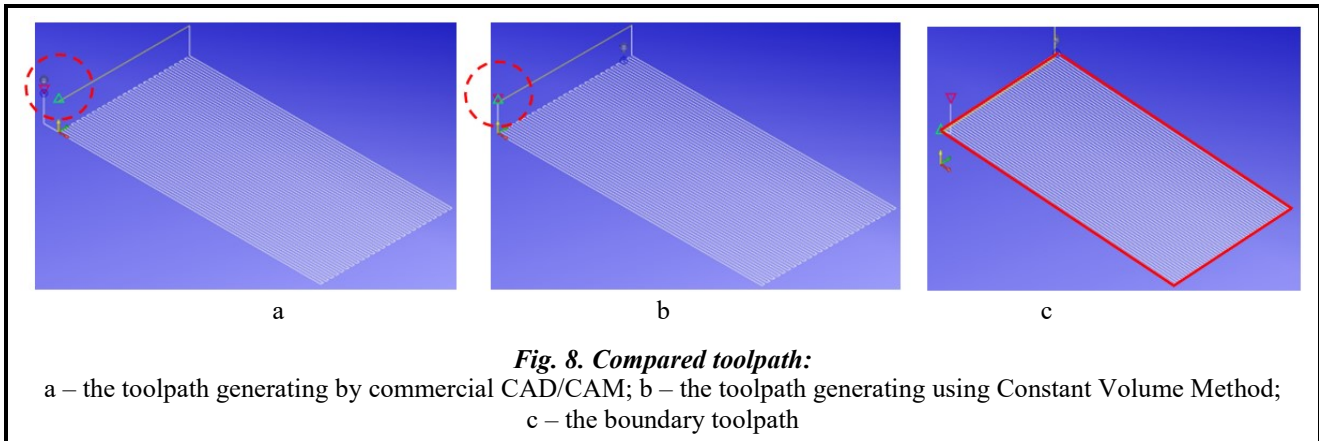 a
b
c
Fig. 8. Compared toolpath:
a – the toolpath generating by commercial CAD/CAM; b – the toolpath generating using Constant Volume Method;
c – the boundary toolpath